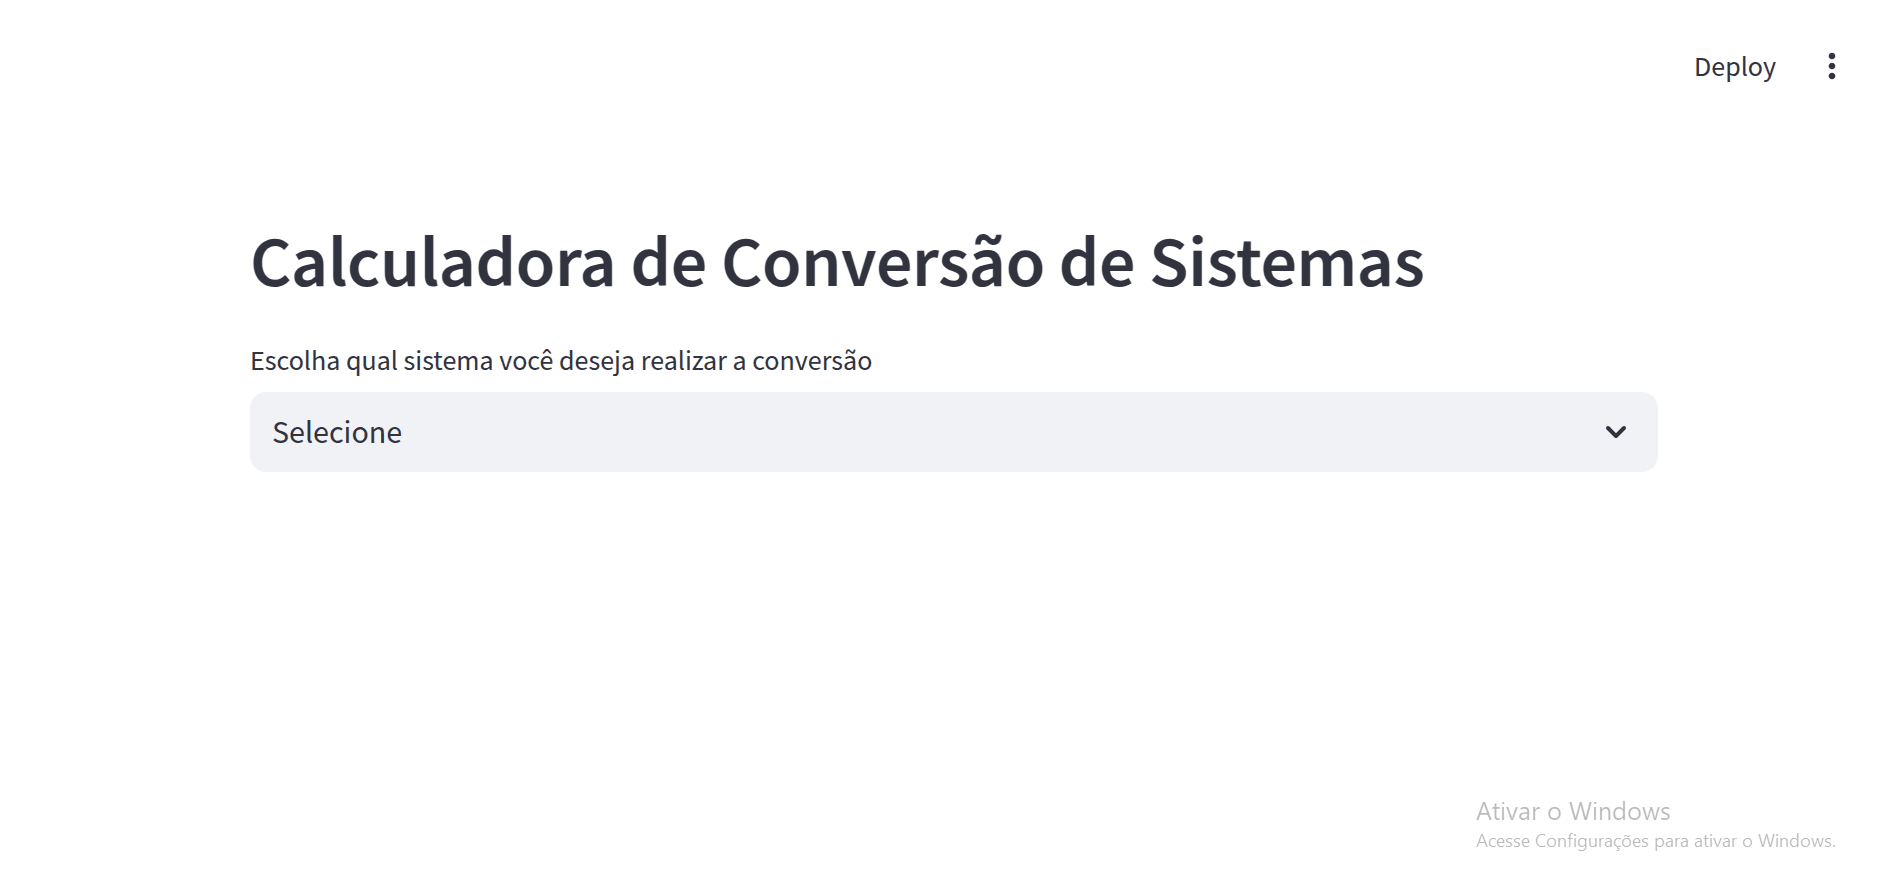 Deploy
Calculadora de Conversão de Sistemas
Escolha qual sistema você deseja realizar a conversão
Selecione
Ativar o Windows
Acesse Configurações para ativar o Windows.